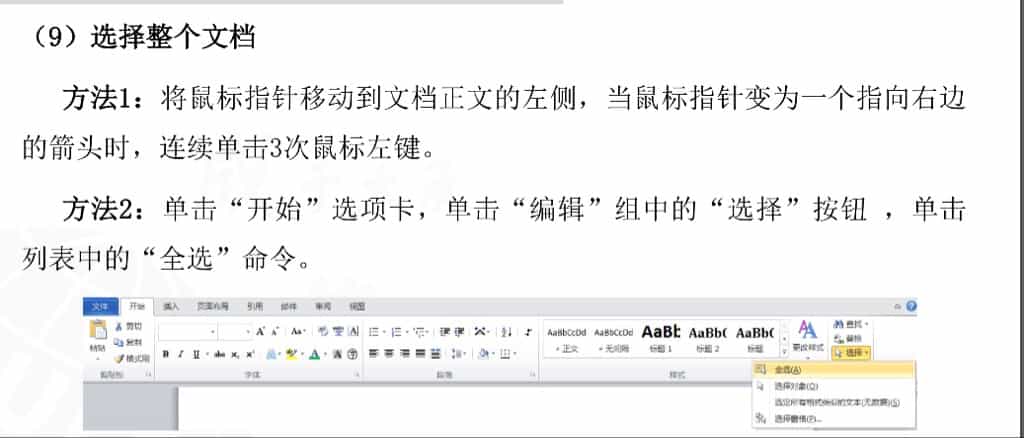 （9）选择整个文档
方法1：将鼠标指针移动到文档正文的左侧，当鼠标指针变为一个指向右边
的箭头时，连续单击3次鼠标左键。
方法2：单击“开始”选项卡，单击“编辑”组中的“选择”按钮 ，单击
列表中的“全选”命令。
文件 开始 插入 页面布局 引用 邮件 审阅 视图
剪切
复制
格式刷
粘贴
AaBbCcDd AaBbCcDd AaBb AaBb( AaBb(
正文 无间隔 标题 1 标题 2 标题
更改样式
查找
替换
选择
剪贴板 字体 段落 样式
全选(A)
选择对象(O)
选定所有格式类似的文本(无数据)(S)
选择窗格(P)...